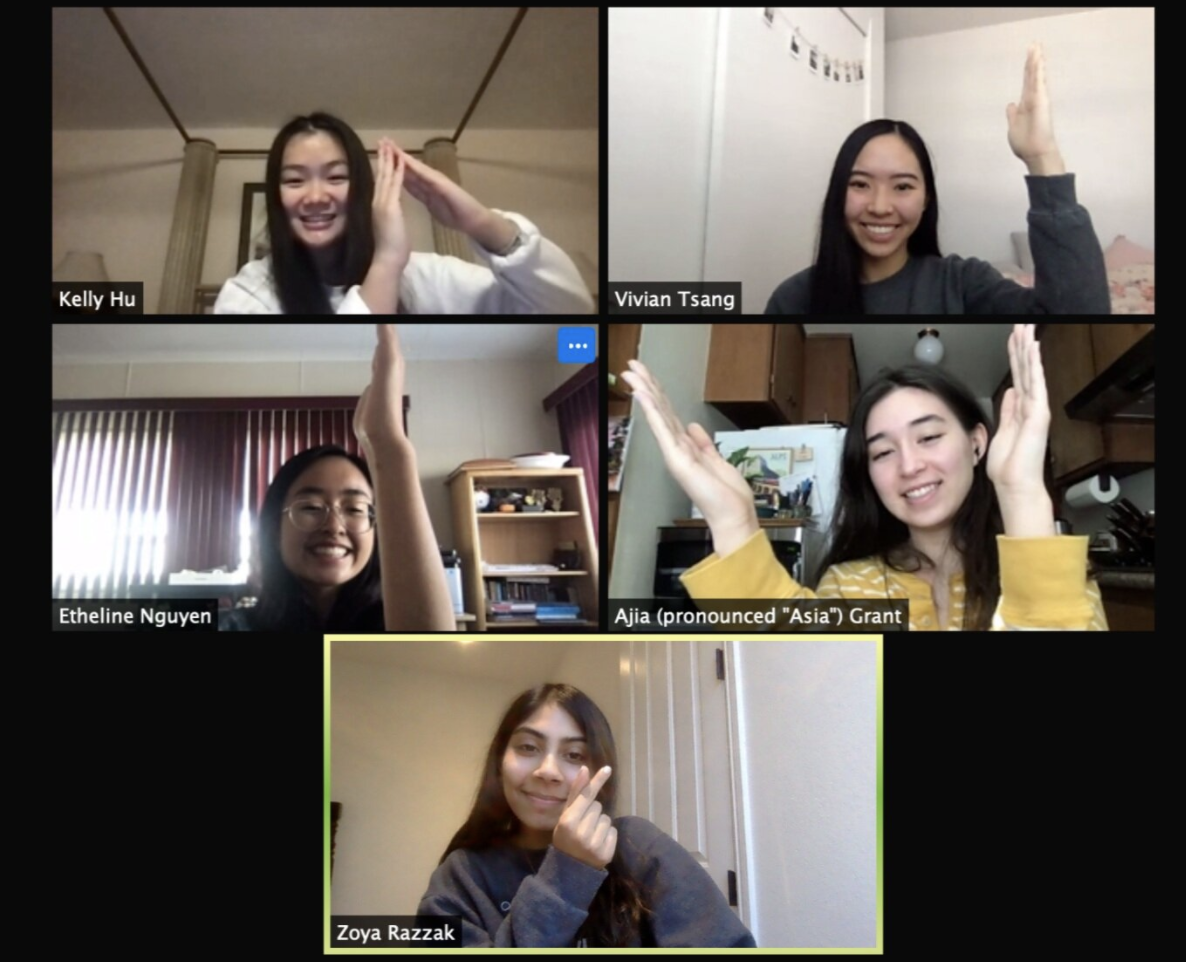 Kelly Hu
Vivian Tsang
Etheline Nguyen
Ajia (pronounced "Asia") Grant
Zoya Razzak